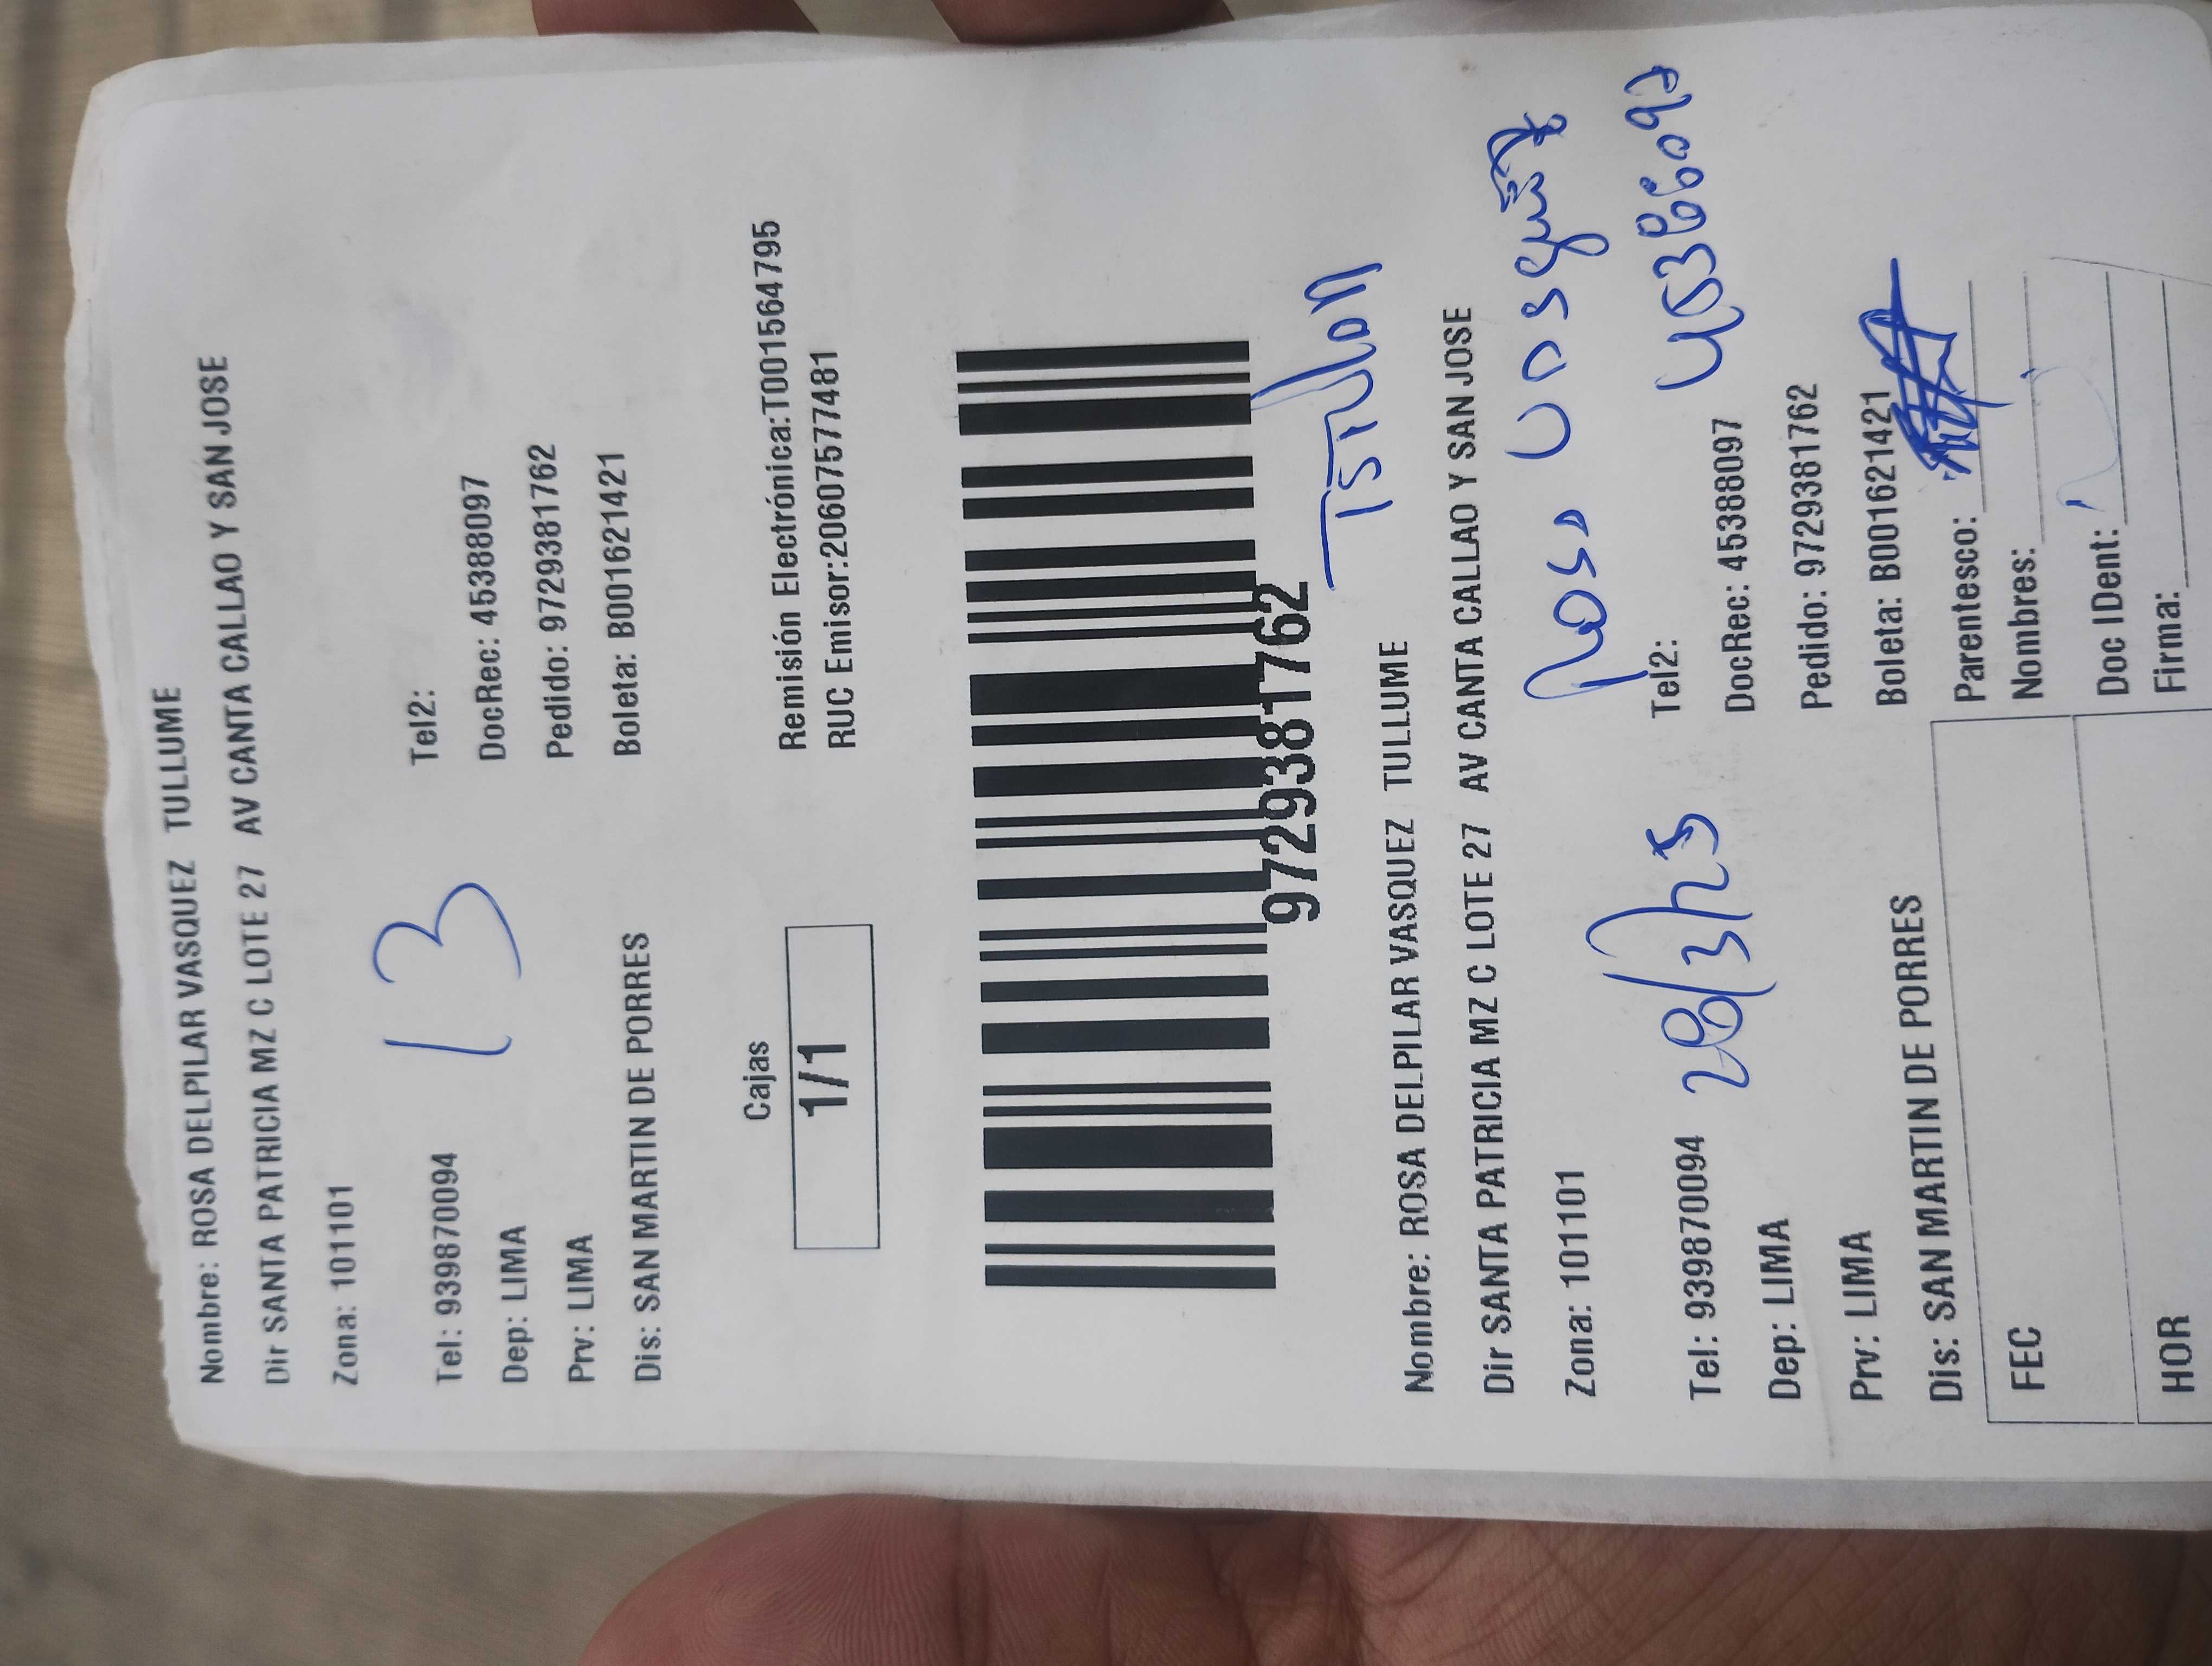 Nombre: ROSA DELPILAR VASQUEZ TULLUME
Dir SANTA PATRICIA MZ C LOTE 27 AV CANTA CALLAO Y SAN JOSE
Zona: 101101
13
Tel: 939870094 Tel2:
Dep: LIMA DocRec: 45388097
Prv: LIMA Pedido: 9729381762
Dis: SAN MARTIN DE PORRES Boleta: B001621421
Cajas
1/1
Remisión Electrónica:T001564795
RUC Emisor:20607577481
9729381762
Nombre: ROSA DELPILAR VASQUEZ TULLUME
Dir SANTA PATRICIA MZ C LOTE 27 AV CANTA CALLAO Y SAN JOSE
Rosa Vasquez
Zona: 101101
28/3/25
Tel: 939870094 Tel2:
45388097
Dep: LIMA DocRec: 45388097
Prv: LIMA Pedido: 9729381762
Dis: SAN MARTIN DE PORRES Boleta: B001621421
FEC
Parentesco:
Nombres:
HOR
Doc IDent:
Firma: